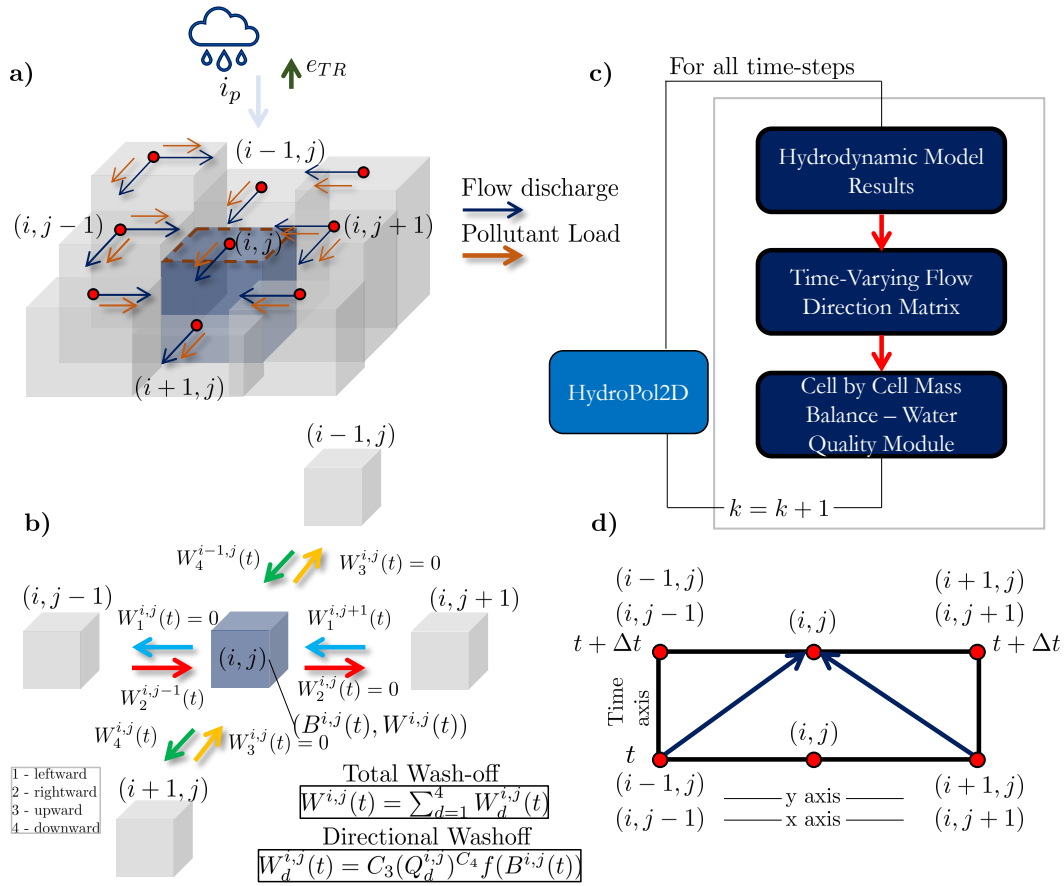 a)
i_p
e_{TR}
(i − 1, j)
(i, j − 1)
(i, j)
(i, j + 1)
(i + 1, j)
Flow discharge
Pollutant Load
c)
For all time-steps
Hydrodynamic Model
Results
Time-Varying Flow
Direction Matrix
Cell by Cell Mass
Balance – Water
Quality Module
HydroPol2D
k = k + 1
b)
(i − 1, j)
W_4^{i−1,j}(t)
W_3^{i,j}(t) = 0
(i, j − 1)
(i, j + 1)
W_1^{i,j}(t) = 0
W_1^{i,j+1}(t)
(i, j)
W_2^{i,j−1}(t)
W_2^{i,j}(t) = 0
(B^{i,j}(t), W^{i,j}(t))
W_4^{i,j}(t)
W_3^{i,j}(t) = 0
(i + 1, j)
1 - leftward
2 - rightward
3 - upward
4 - downward
Total Wash-off
W^{i,j}(t) = ∑_{d=1}^{4} W_d^{i,j}(t)
Directional Washoff
W_d^{i,j}(t) = C_3(Q_d^{i,j})^{C_4} f(B^{i,j}(t))
d)
(i − 1, j)
(i, j − 1)
(i + 1, j)
(i, j + 1)
(i, j)
t + Δt
t + Δt
Time
axis
(i, j)
t
(i − 1, j)
(i, j − 1)
y axis
x axis
(i + 1, j)
(i, j + 1)